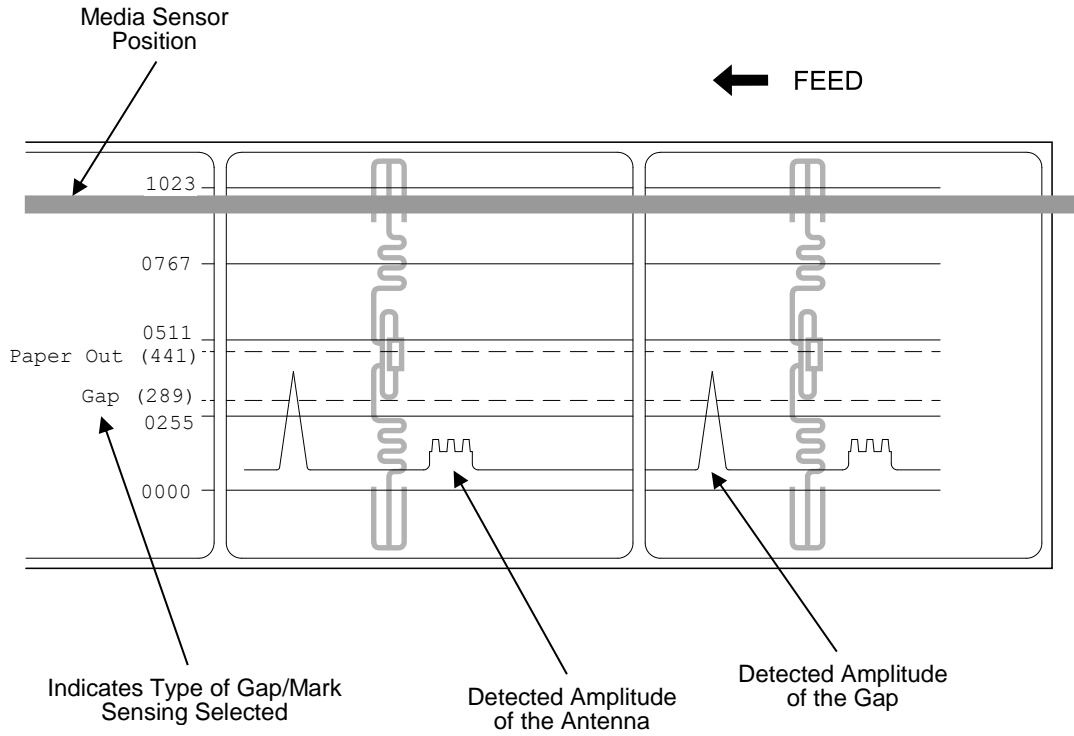 Media Sensor
Position
FEED
1023
0767
0511
Paper Out (441)
Gap (289)
0255
0000
Indicates Type of Gap/Mark
Sensing Selected
Detected Amplitude
of the Antenna
Detected Amplitude
of the Gap